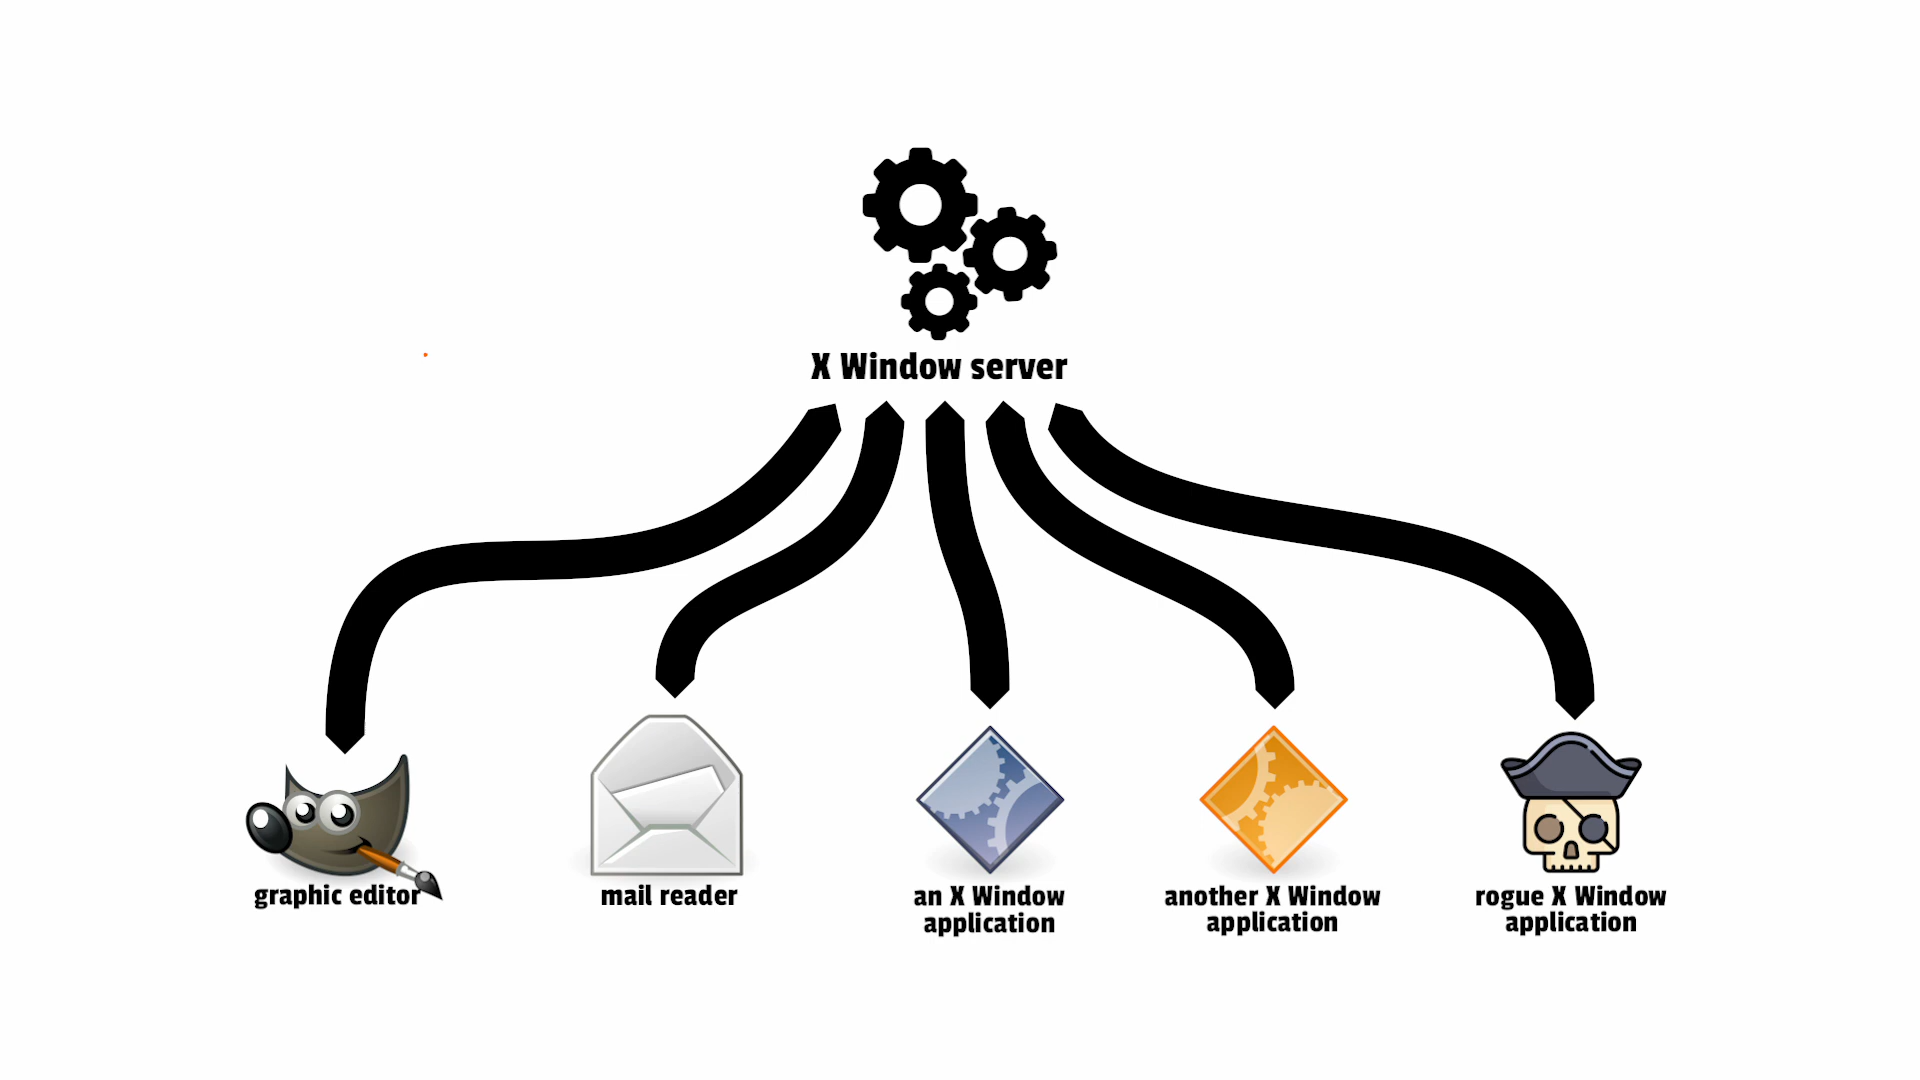 X Window server
graphic editor
mail reader
an X Window
application
another X Window
application
rogue X Window
application